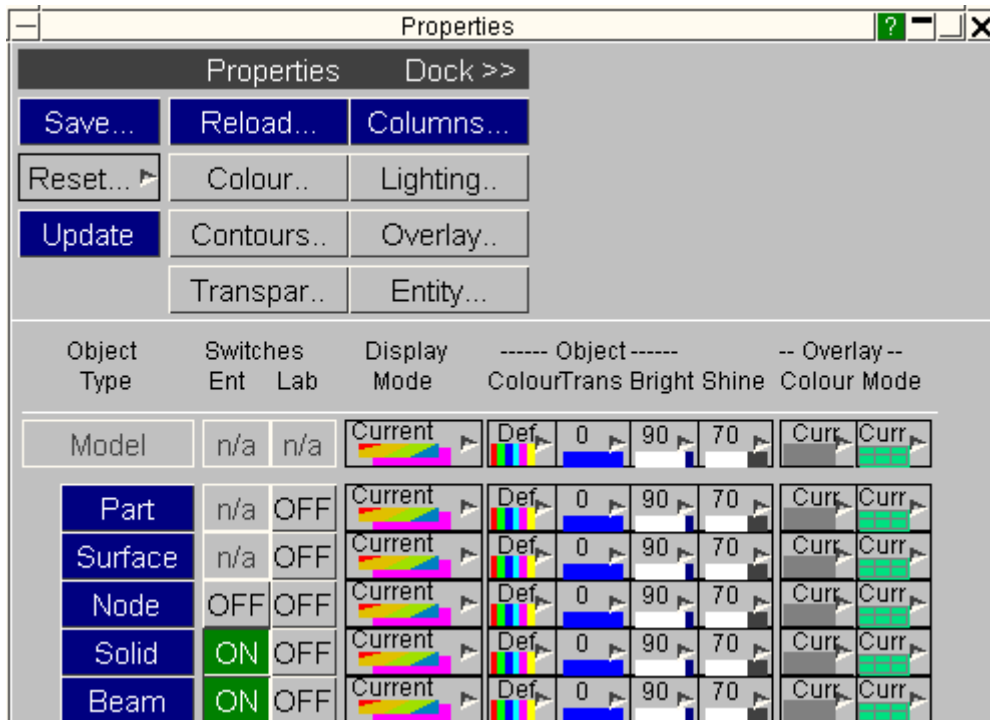 Properties ?
Properties Dock >>
Save... Reload... Columns...
Reset... Colour.. Lighting..
Update Contours.. Overlay..
Transpar.. Entity...
Object Switches Display ------ Object ------ -- Overlay --
Type Ent Lab Mode Colour Trans Bright Shine Colour Mode
Model n/a n/a Current Def 0 90 70 Curr Curr
Part n/a OFF Current Def 0 90 70 Curr Curr
Surface n/a OFF Current Def 0 90 70 Curr Curr
Node OFF OFF Current Def 0 90 70 Curr Curr
Solid ON OFF Current Def 0 90 70 Curr Curr
Beam ON OFF Current Def 0 90 70 Curr Curr